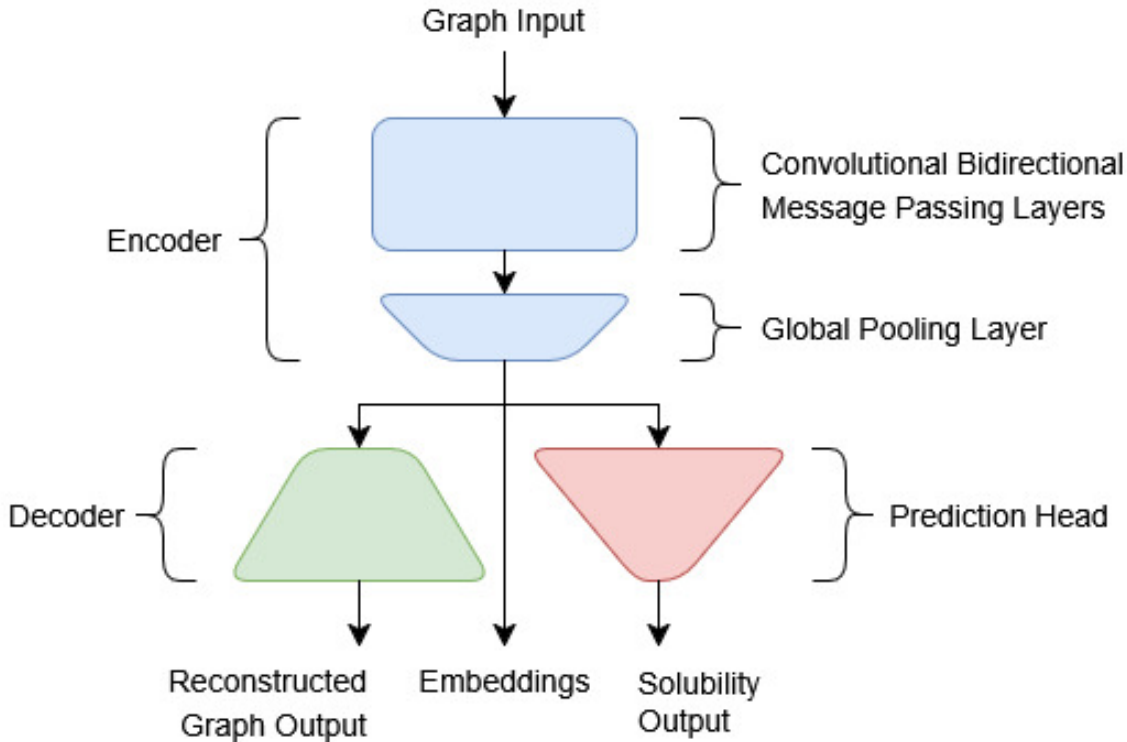 Graph Input
Convolutional Bidirectional
Message Passing Layers
Encoder
Global Pooling Layer
Decoder
Prediction Head
Reconstructed
Graph Output
Embeddings
Solubility
Output